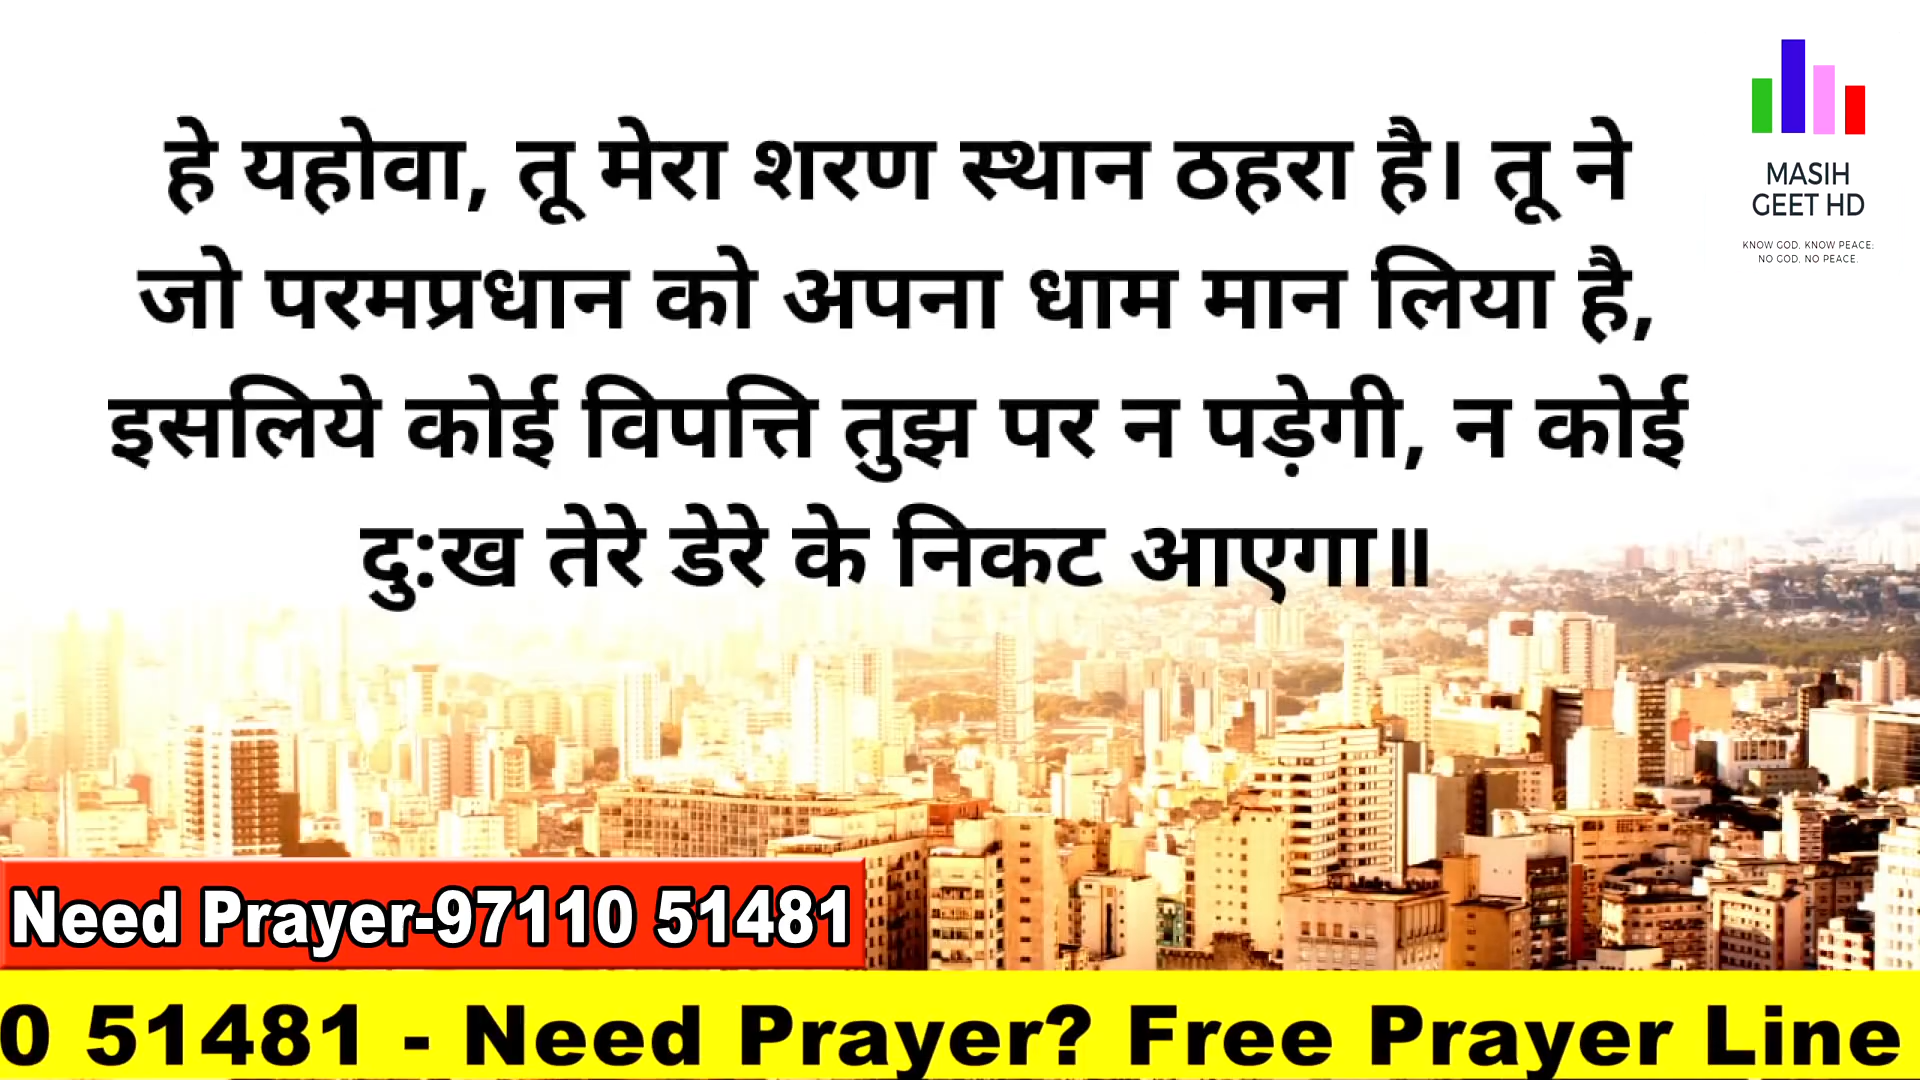 हे यहोवा, तू मेरा शरण स्थान ठहरा है। तू ने
जो परमप्रधान को अपना धाम मान लिया है,
इसलिये कोई विपत्ति तुझ पर न पड़ेगी, न कोई
दु:ख तेरे डेरे के निकट आएगा॥
MASIH
GEET HD
KNOW GOD, KNOW PEACE;
NO GOD, NO PEACE.
Need Prayer-97110 51481
0 51481 - Need Prayer? Free Prayer Line